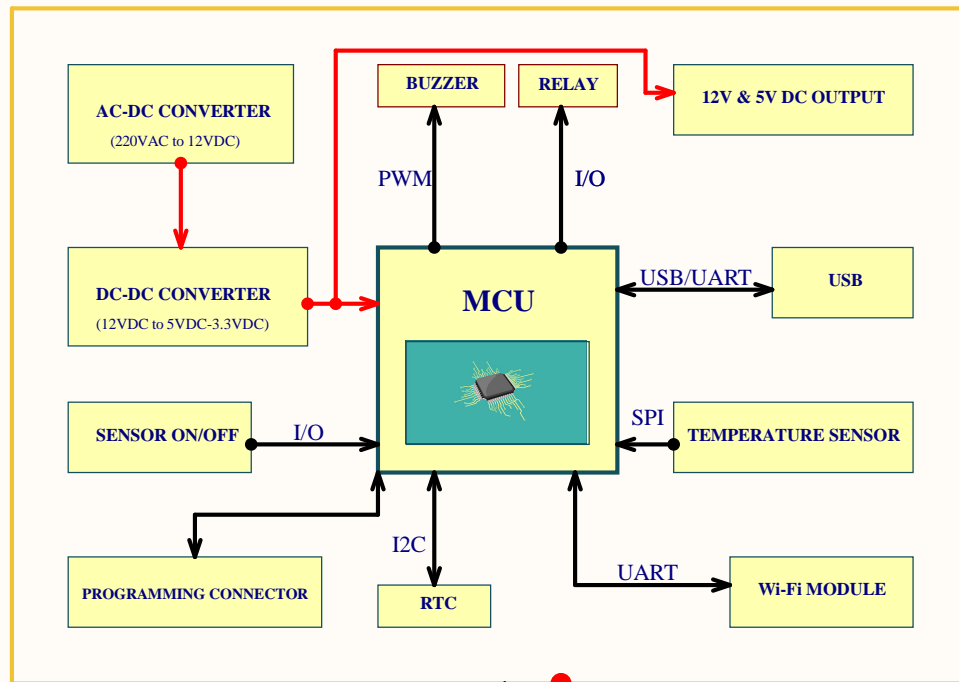 BUZZER
RELAY
AC-DC CONVERTER
(220VAC to 12VDC)
12V & 5V DC OUTPUT
PWM
I/O
DC-DC CONVERTER
(12VDC to 5VDC-3.3VDC)
MCU
USB/UART
USB
SENSOR ON/OFF
I/O
SPI
TEMPERATURE SENSOR
I2C
UART
PROGRAMMING CONNECTOR
RTC
Wi-Fi MODULE